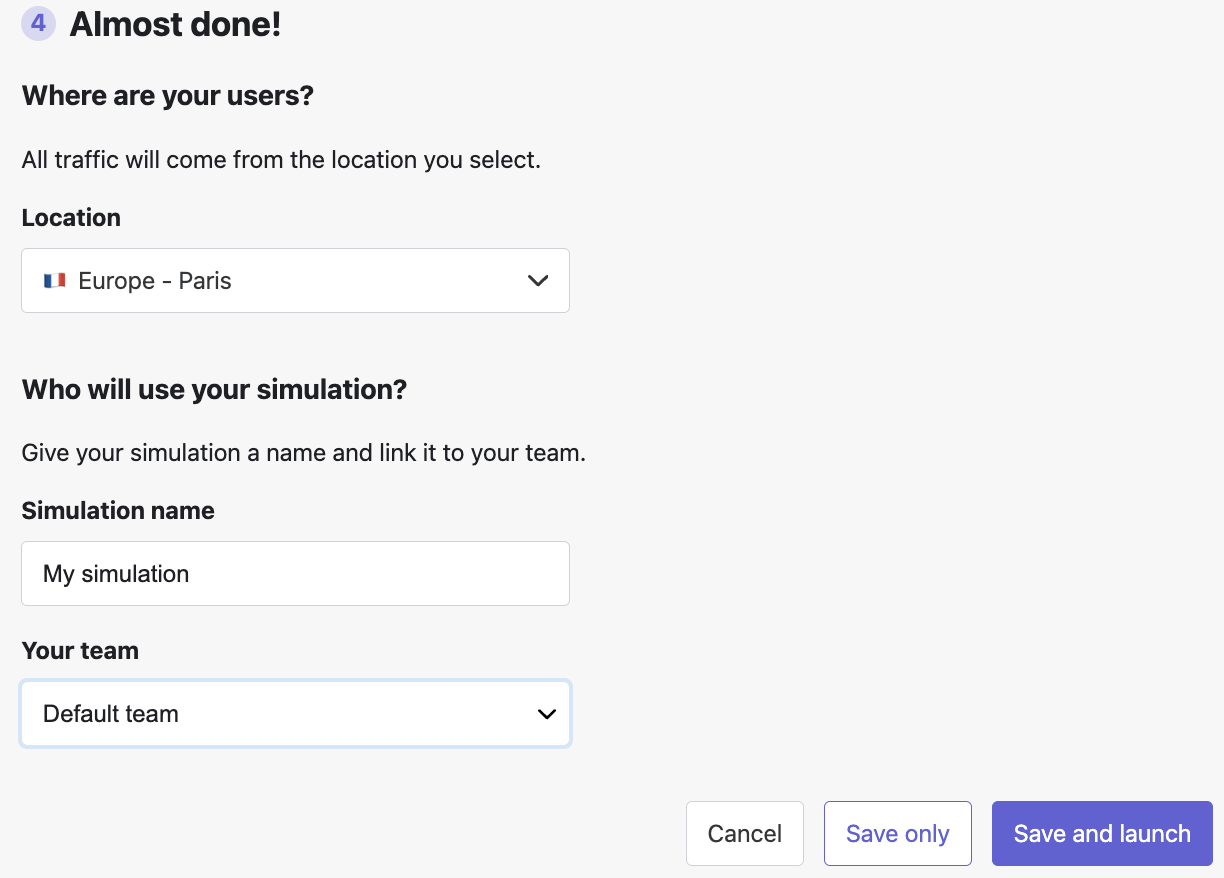 4 Almost done!
Where are your users?
All traffic will come from the location you select.
Location
Europe - Paris
Who will use your simulation?
Give your simulation a name and link it to your team.
Simulation name
My simulation
Your team
Default team
Cancel Save only Save and launch